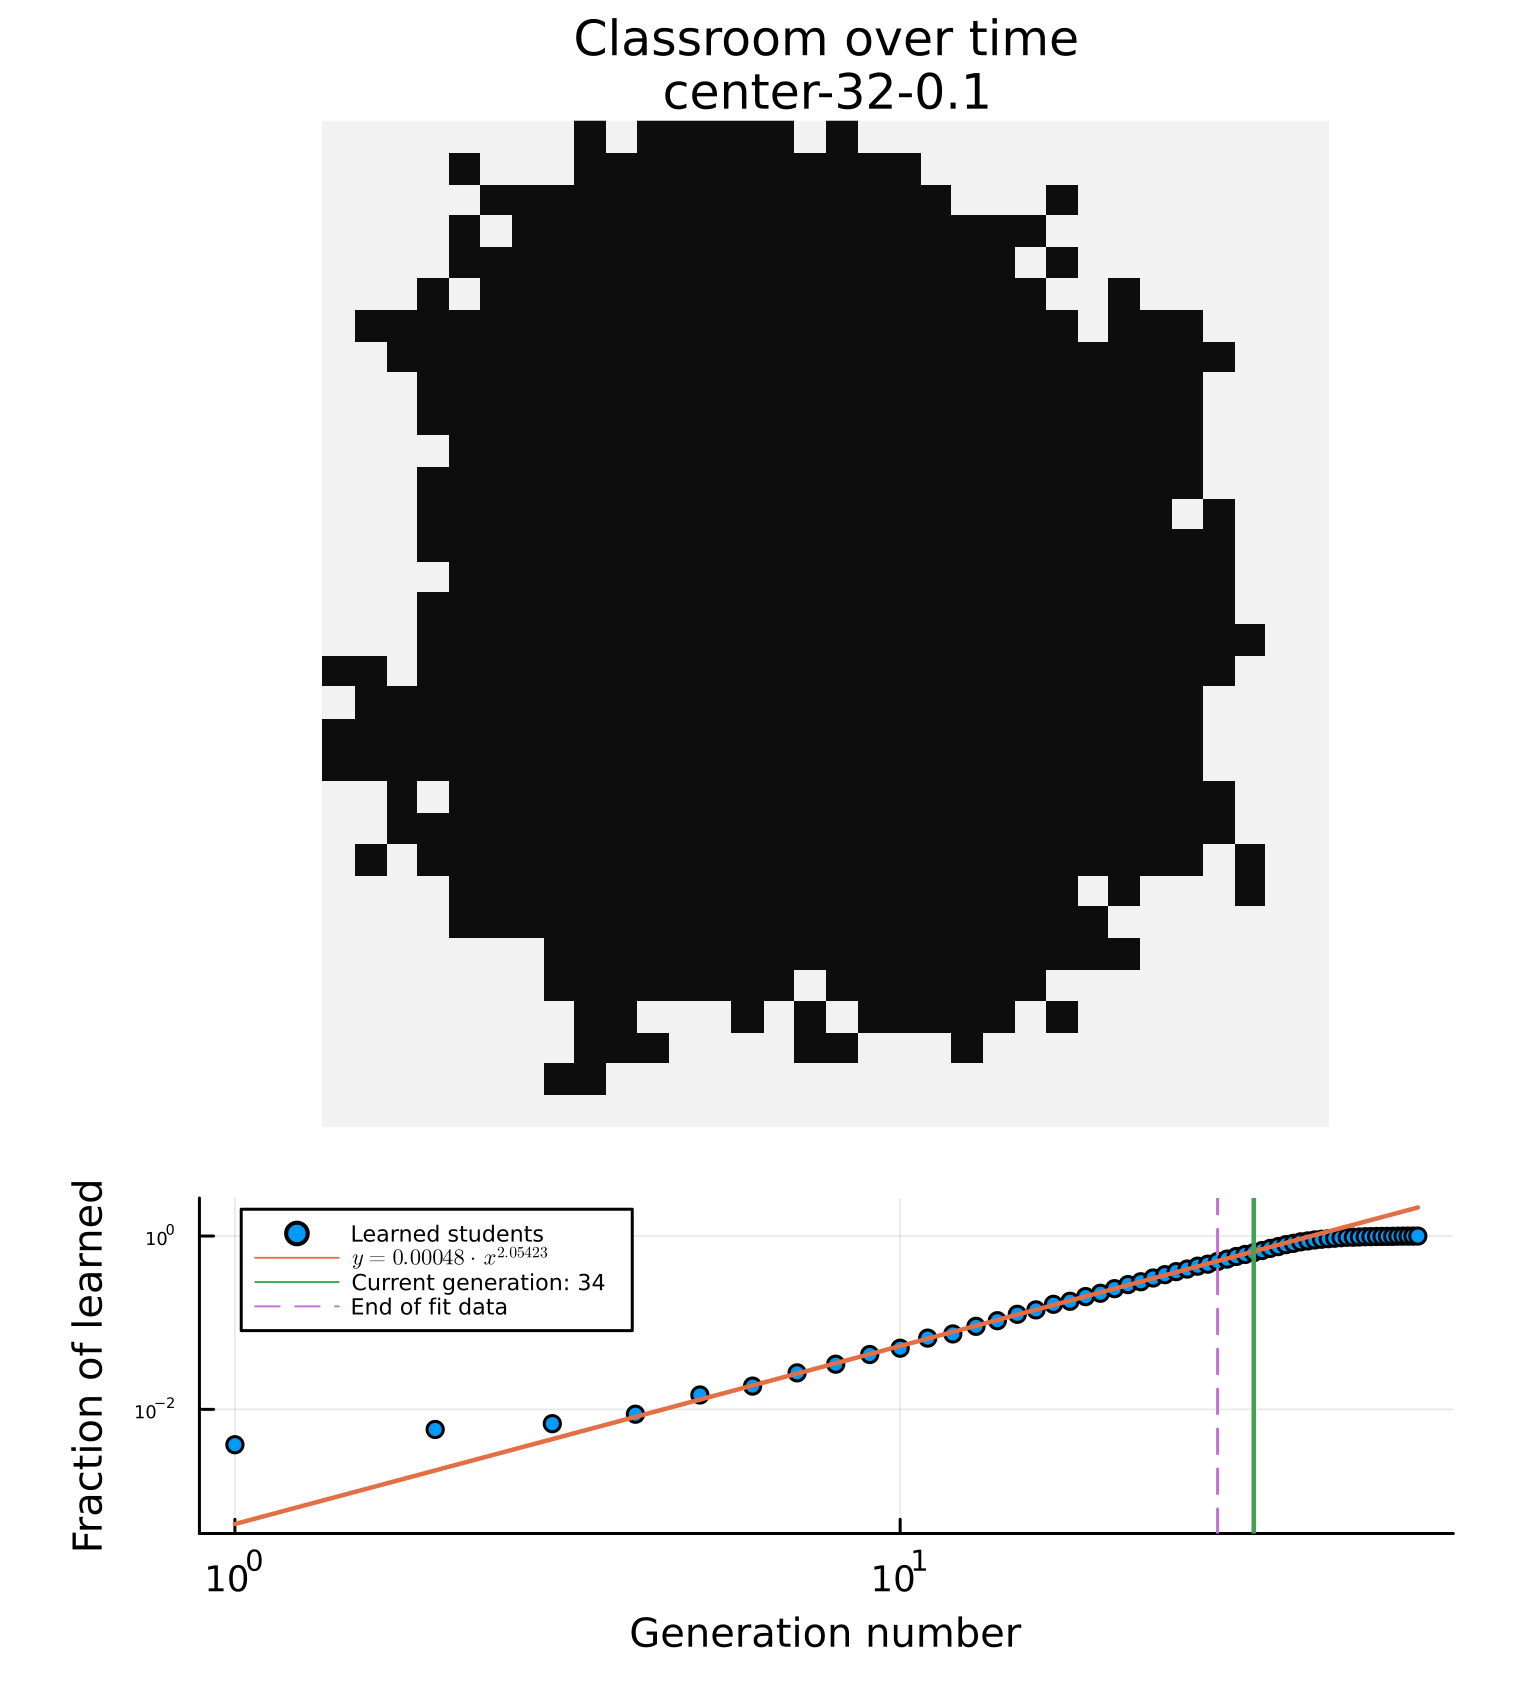 Classroom over time
center-32-0.1
Fraction of learned
10⁰
10⁻²
Learned students
y = 0.00048 · x^2.05423
Current generation: 34
End of fit data
10⁰
10¹
Generation number